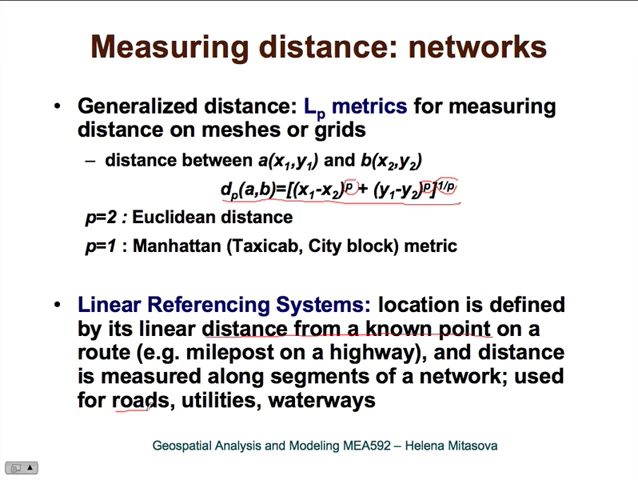 Measuring distance: networks
• Generalized distance: Lp metrics for measuring
distance on meshes or grids
– distance between a(x1,y1) and b(x2,y2)
dp(a,b)=[(x1-x2)^p + (y1-y2)^p]^1/p
p=2 : Euclidean distance
p=1 : Manhattan (Taxicab, City block) metric
• Linear Referencing Systems: location is defined
by its linear distance from a known point on a
route (e.g. milepost on a highway), and distance
is measured along segments of a network; used
for roads, utilities, waterways
Geospatial Analysis and Modeling MEA592 – Helena Mitasova